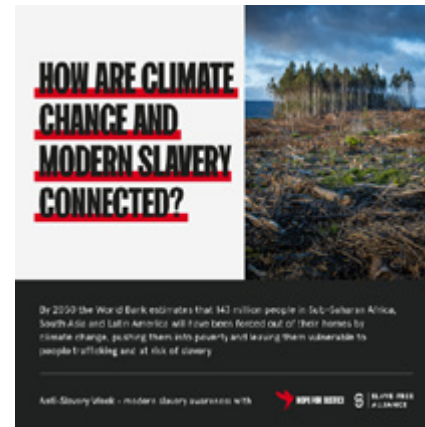 HOW ARE CLIMATE
CHANGE AND
MODERN SLAVERY
CONNECTED?
By 2050 the World Bank estimates that 143 million people in Sub-Saharan Africa,
South Asia and Latin America will have been forced out of their homes by
climate change, pushing them into poverty and leaving them vulnerable to
people trafficking and at risk of slavery
Anti-Slavery Week - modern slavery awareness with
HOPE FOR JUSTICE
SLAVE FREE
ALLIANCE